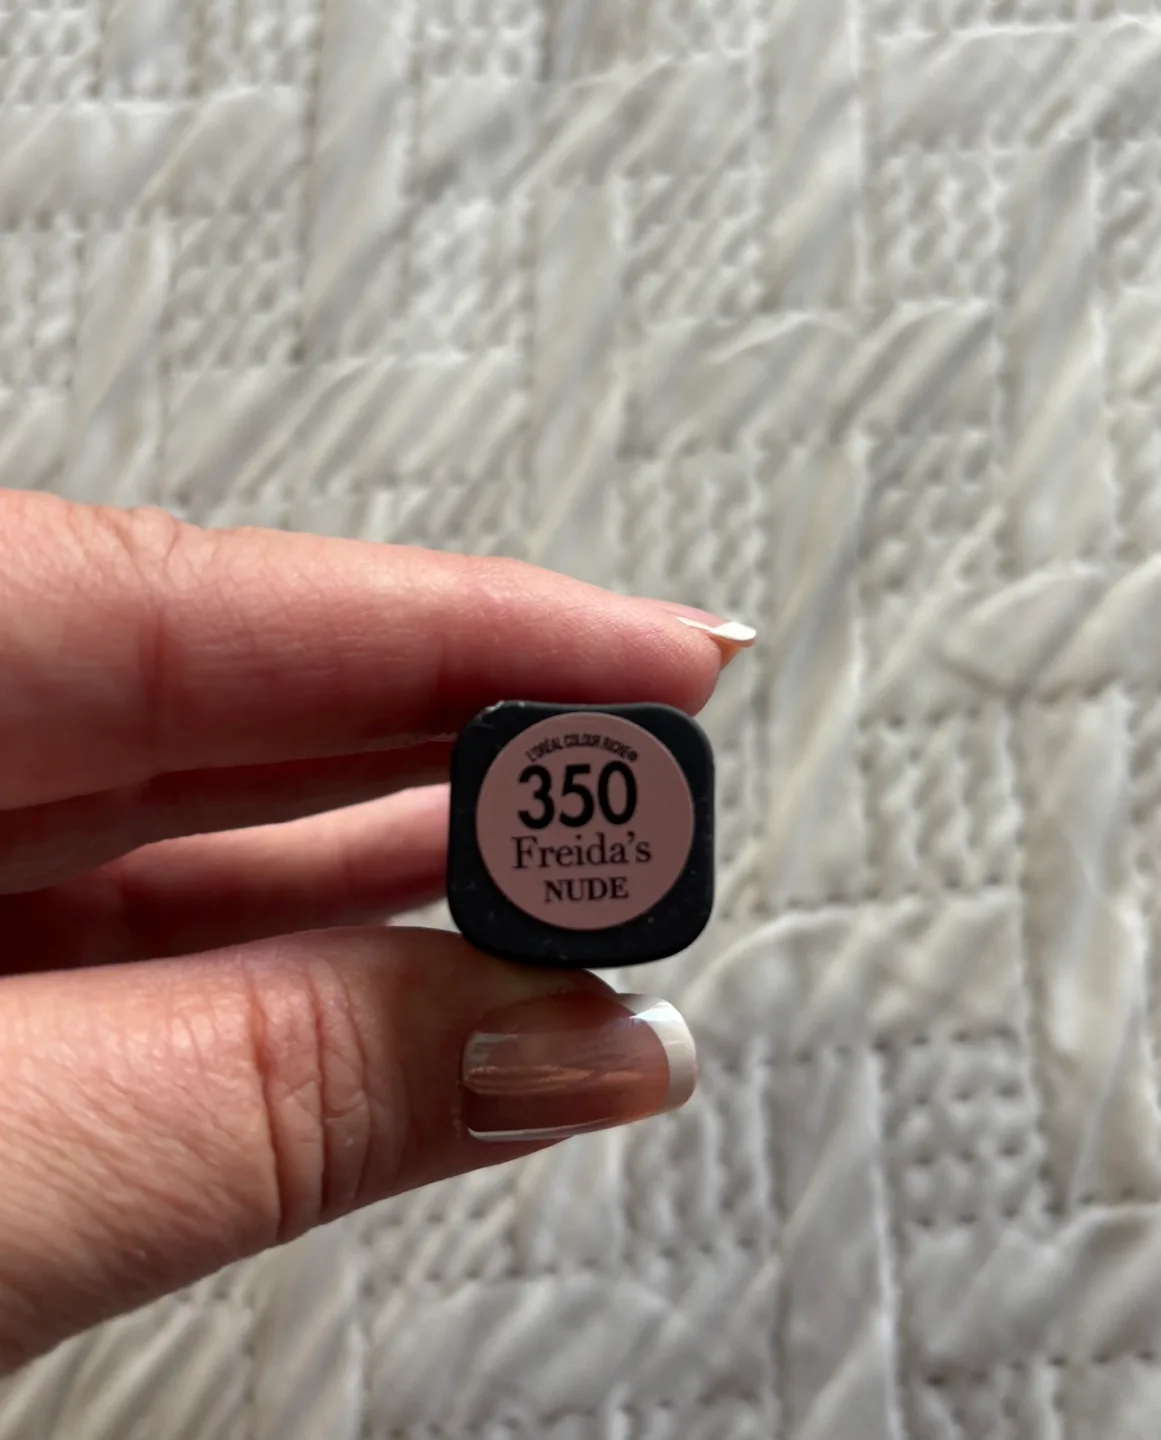 L'ORÉAL COLOUR RICHE®
350
Freida's
NUDE